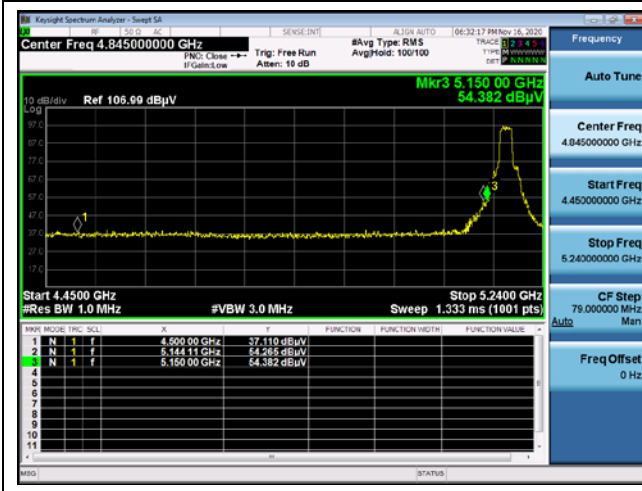 Keysight Spectrum Analyzer - Swept SA
RF 50 Ω AC SENSE:INT ALIGN AUTO 06:32:17 PM Nov 16, 2020
Center Freq 4.845000000 GHz
PNO: Close
IFGain:Low
Trig: Free Run
Atten: 10 dB
#Avg Type: RMS
Avg|Hold: 100/100
TRACE 1 2 3 4 5 6
TYPE M
DET P N N N N N
Mkr3 5.150 00 GHz
54.382 dBµV
10 dB/div Ref 106.99 dBµV
Log
97.0
87.0
77.0
67.0
57.0
47.0
37.0
27.0
17.0
1
3
Start 4.4500 GHz
Stop 5.2400 GHz
#Res BW 1.0 MHz #VBW 3.0 MHz Sweep 1.333 ms (1001 pts)
MKR MODE TRC SCL X Y FUNCTION FUNCTION WIDTH FUNCTION VALUE
1 N 1 f 4.500 00 GHz 37.110 dBµV
2 N 1 f 5.144 11 GHz 54.265 dBµV
3 N 1 f 5.150 00 GHz 54.382 dBµV
4
5
6
7
8
9
10
11
MSG STATUS
Frequency
Auto Tune
Center Freq
4.845000000 GHz
Start Freq
4.450000000 GHz
Stop Freq
5.240000000 GHz
CF Step
79.000000 MHz
Auto Man
Freq Offset
0 Hz